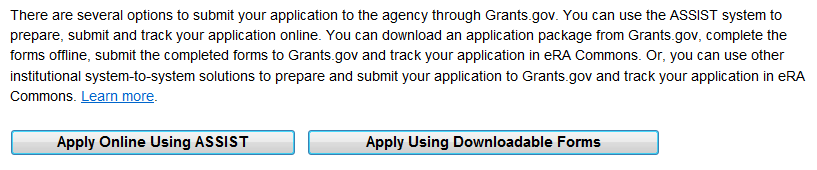 There are several options to submit your application to the agency through Grants.gov. You can use the ASSIST system to
prepare, submit and track your application online. You can download an application package from Grants.gov, complete the
forms offline, submit the completed forms to Grants.gov and track your application in eRA Commons. Or, you can use other
institutional system-to-system solutions to prepare and submit your application to Grants.gov and track your application in eRA
Commons. Learn more.
Apply Online Using ASSIST
Apply Using Downloadable Forms